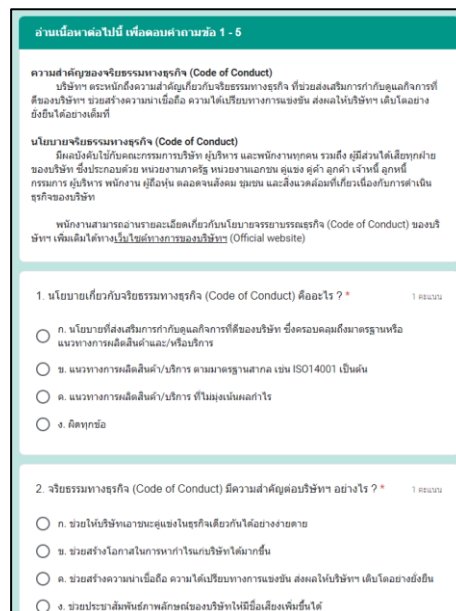 อ่านเนื้อหาต่อไปนี้ เพื่อตอบคำถามข้อ 1 - 5
ความสำคัญของจริยธรรมทางธุรกิจ (Code of Conduct)
บริษัทฯ ตระหนักถึงความสำคัญเกี่ยวกับจริยธรรมทางธุรกิจ ที่ช่วยส่งเสริมการกำกับดูแลกิจการที่
ดีของบริษัทฯ ช่วยสร้างความน่าเชื่อถือ ความได้เปรียบทางการแข่งขัน ส่งผลให้บริษัทฯ เติบโตอย่าง
ยั่งยืนได้อย่างเต็มที่
นโยบายจริยธรรมทางธุรกิจ (Code of Conduct)
มีผลบังคับใช้กับคณะกรรมการบริษัท ผู้บริหาร และพนักงานทุกคน รวมถึง ผู้มีส่วนได้เสียทุกฝ่าย
ของบริษัท ซึ่งประกอบด้วย หน่วยงานภาครัฐ หน่วยงานเอกชน คู่แข่ง คู่ค้า ลูกค้า เจ้าหนี้ ลูกหนี้
กรรมการ ผู้บริหาร พนักงาน ผู้ถือหุ้น ตลอดจนสังคม ชุมชน และสิ่งแวดล้อมที่เกี่ยวเนื่องกับการดำเนิน
ธุรกิจของบริษัท
พนักงานสามารถอ่านรายละเอียดเกี่ยวกับนโยบายจรรยาบรรณธุรกิจ (Code of Conduct) ของบริ
ษัทฯ เพิ่มเติมได้ทางเว็บไซต์ทางการของบริษัทฯ (Official website)
1. นโยบายเกี่ยวกับจริยธรรมทางธุรกิจ (Code of Conduct) คืออะไร ? *
1 คะแนน
ก. นโยบายที่ส่งเสริมการกำกับดูแลกิจการที่ดีของบริษัท ซึ่งครอบคลุมถึงมาตรฐานหรือ
แนวทางการผลิตสินค้าและ/หรือบริการ
ข. แนวทางการผลิตสินค้า/บริการ ตามมาตรฐานสากล เช่น ISO14001 เป็นต้น
ค. แนวทางการผลิตสินค้า/บริการ ที่ไม่มุ่งเน้นผลกำไร
ง. ผิดทุกข้อ
2. จริยธรรมทางธุรกิจ (Code of Conduct) มีความสำคัญต่อบริษัทฯ อย่างไร ? *
1 คะแนน
ก. ช่วยให้บริษัทเอาชนะคู่แข่งในธุรกิจเดียวกันได้อย่างง่ายดาย
ข. ช่วยสร้างโอกาสในการหากำไรแก่บริษัทได้มากขึ้น
ค. ช่วยสร้างความน่าเชื่อถือ ความได้เปรียบทางการแข่งขัน ส่งผลให้บริษัทฯ เติบโตอย่างยั่งยืน
ง. ช่วยประชาสัมพันธ์ภาพลักษณ์ของบริษัทให้มีชื่อเสียงเพิ่มขึ้นได้